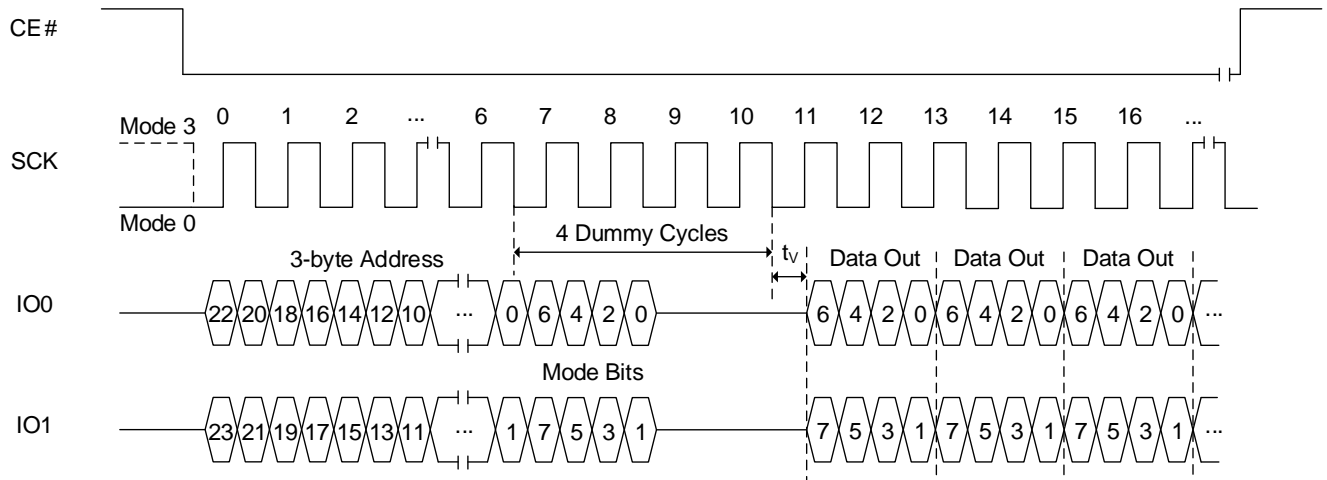 CE#
0 1 2 ... 6 7 8 9 10 11 12 13 14 15 16 ...
Mode 3
SCK
Mode 0
4 Dummy Cycles
3-byte Address
tV
Data Out Data Out Data Out
IO0
22 20 18 16 14 12 10 ... 0 6 4 2 0 6 4 2 0 6 4 2 0 6 4 2 0 ...
Mode Bits
IO1
23 21 19 17 15 13 11 ... 1 7 5 3 1 7 5 3 1 7 5 3 1 7 5 3 1 ...